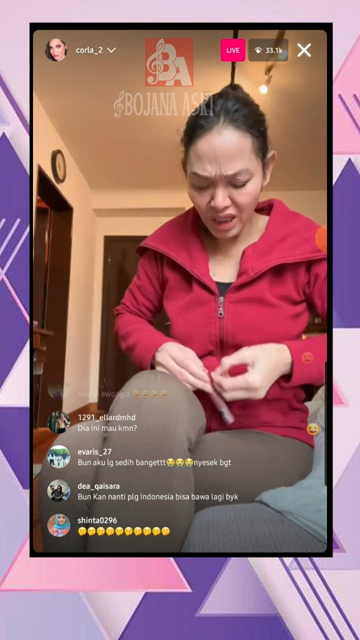 corla_2
LIVE
33.1k
BA
BOJANA ASRI
1291_ellardmhd
Dia ini mau kmn?
evaris_27
Bun aku lg sedih bangettt😭😭😭nyesek bgt
dea_qaisara
Bun Kan nanti plg Indonesia bisa bawa lagi byk
shinta0296